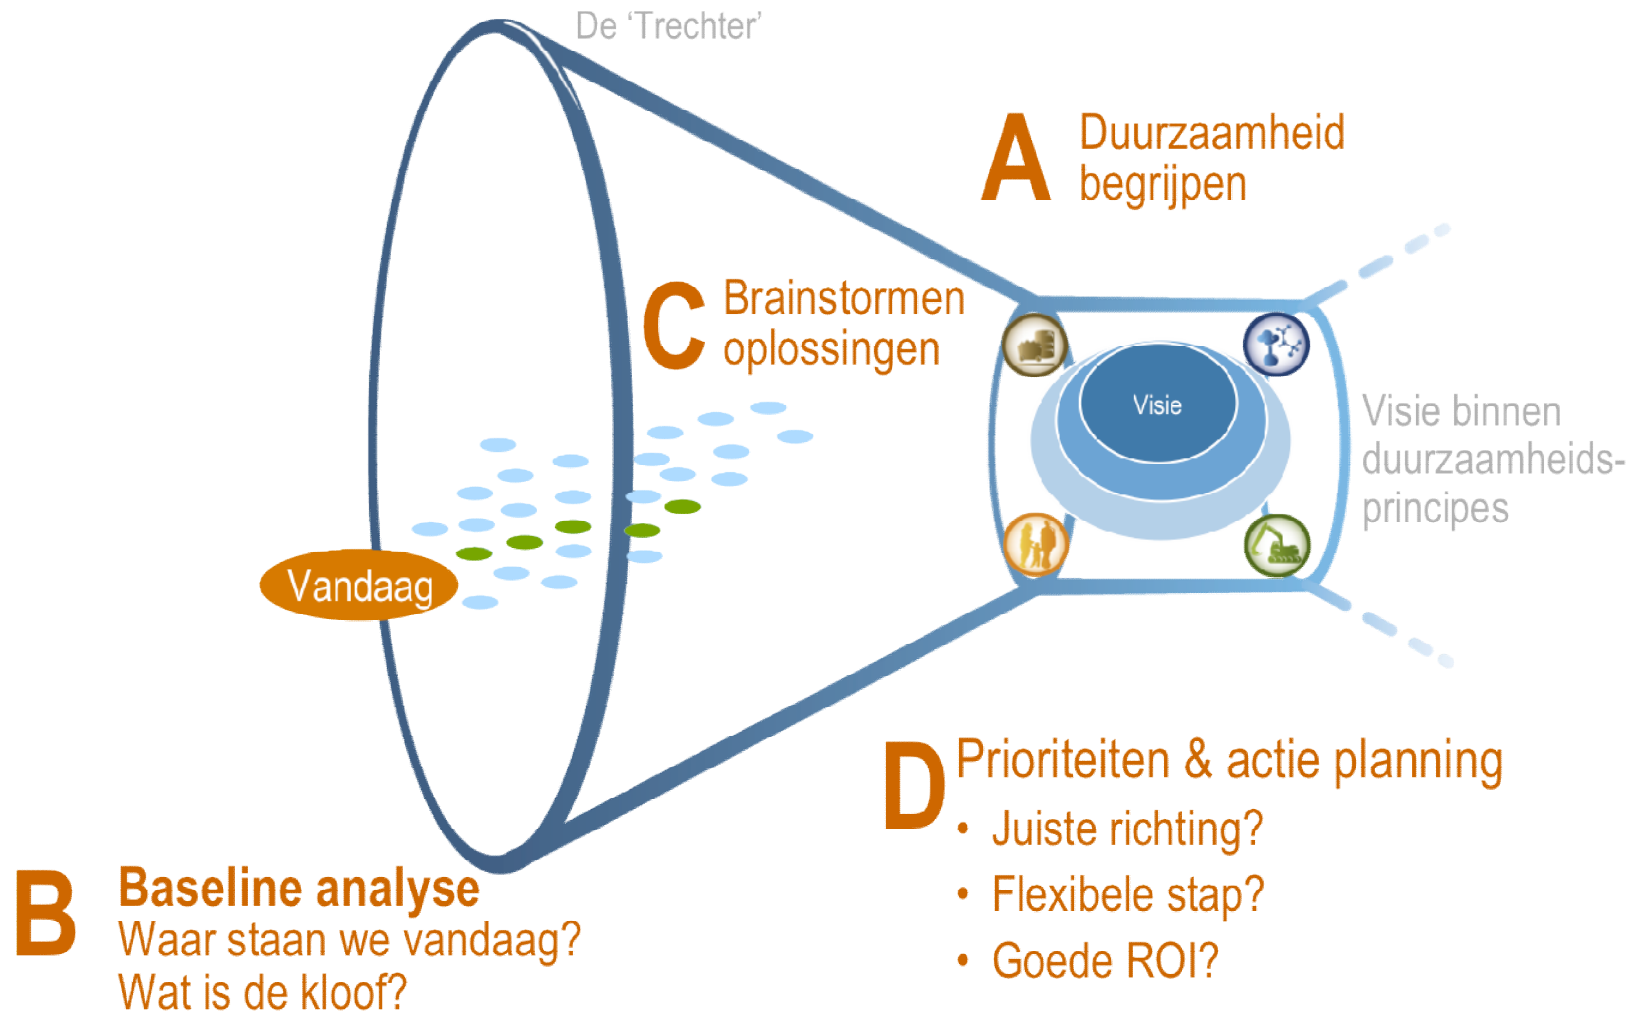 De ‘Trechter’
A
Duurzaamheid
begrijpen
C
Brainstormen
oplossingen
Visie
Visie binnen
duurzaamheids-
principes
Vandaag
B
Baseline analyse
Waar staan we vandaag?
Wat is de kloof?
D
Prioriteiten & actie planning
• Juiste richting?
• Flexibele stap?
• Goede ROI?